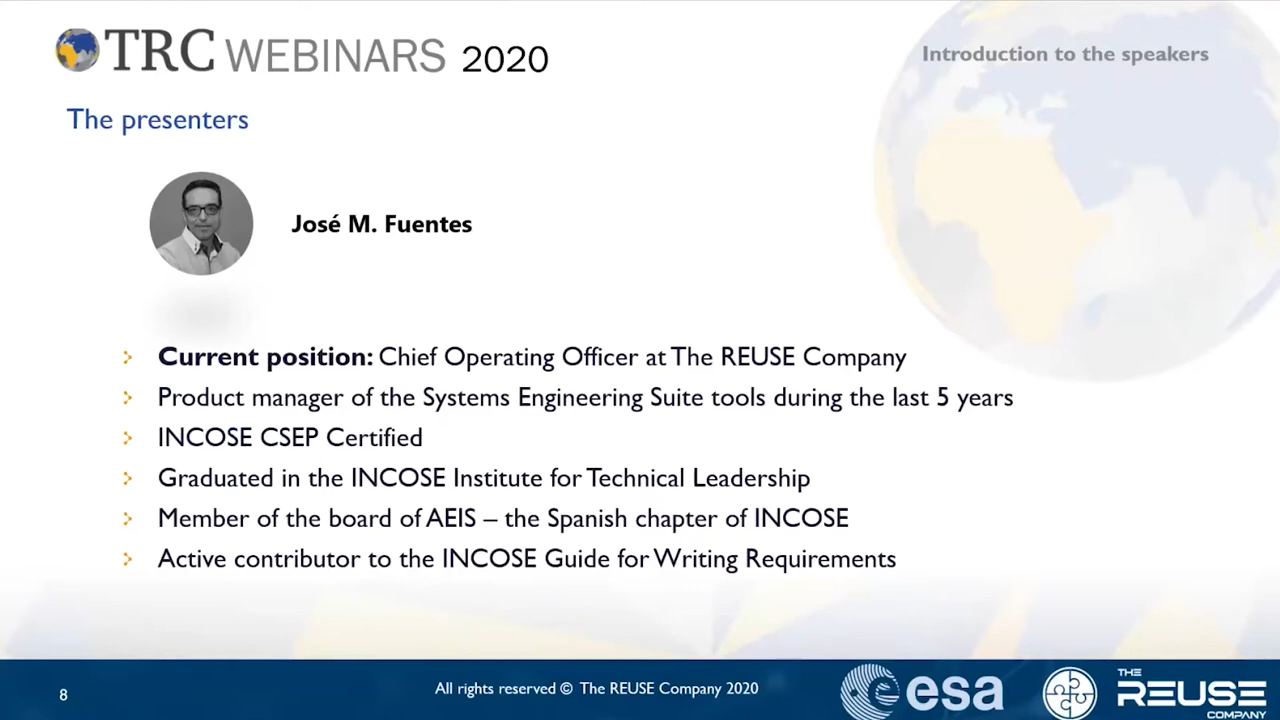 TRC WEBINARS 2020
Introduction to the speakers
The presenters
José M. Fuentes
Current position: Chief Operating Officer at The REUSE Company
Product manager of the Systems Engineering Suite tools during the last 5 years
INCOSE CSEP Certified
Graduated in the INCOSE Institute for Technical Leadership
Member of the board of AEIS – the Spanish chapter of INCOSE
Active contributor to the INCOSE Guide for Writing Requirements
8
All rights reserved © The REUSE Company 2020
esa
THE
REUSE
COMPANY